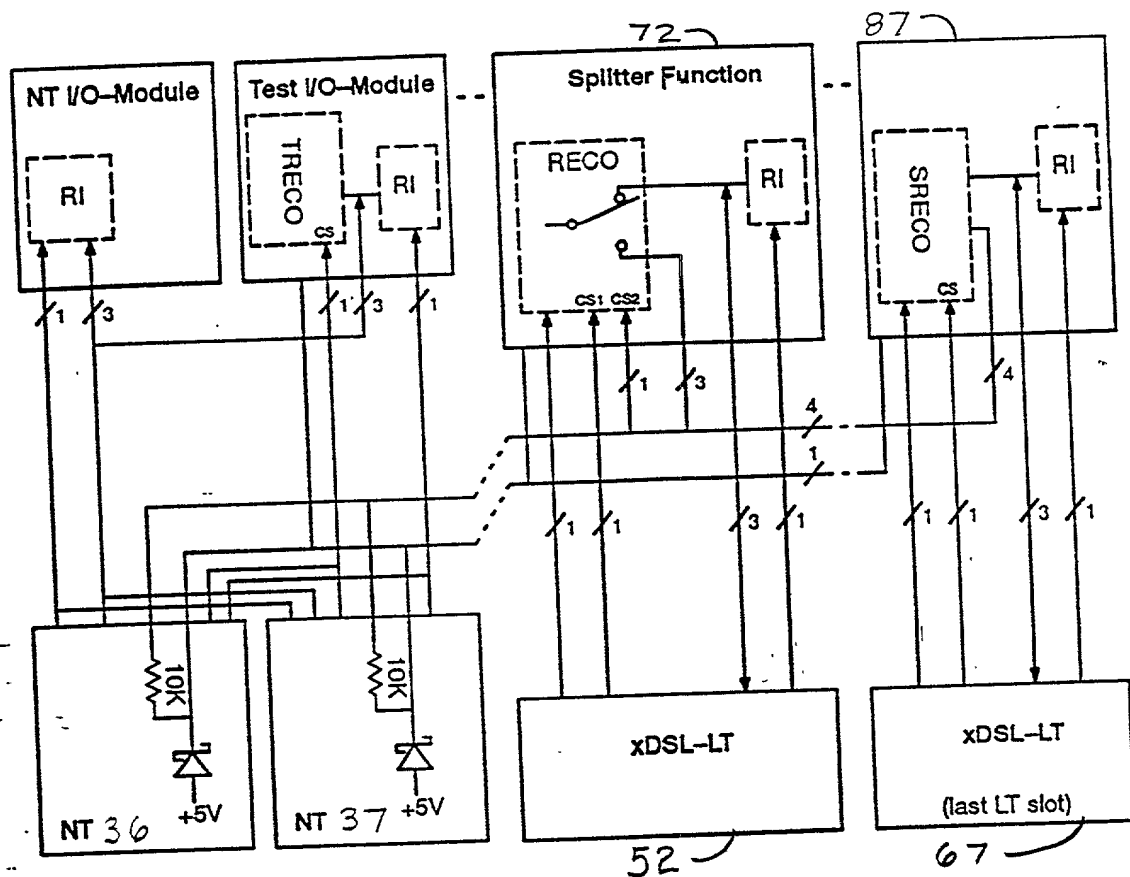 72
87
NT I/O–Module
Test I/O–Module
Splitter Function
TRECO
RI
RI
CS
RECO
RI
CS1 CS2
SRECO
RI
CS
1
3
1
3
1
1
3
4
4
1
1
1
3
1
1
1
3
1
10K
10K
+5V
+5V
NT 36
NT 37
xDSL–LT
xDSL–LT
(last LT slot)
52
67